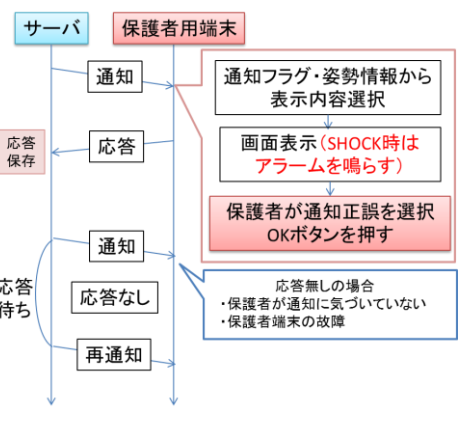 サーバ
保護者用端末
通知
通知フラグ・姿勢情報から
表示内容選択
応答
保存
応答
画面表示(SHOCK時は
アラームを鳴らす)
保護者が通知正誤を選択
OKボタンを押す
通知
応答
待ち
応答なし
応答無しの場合
・保護者が通知に気づいていない
・保護者端末の故障
再通知